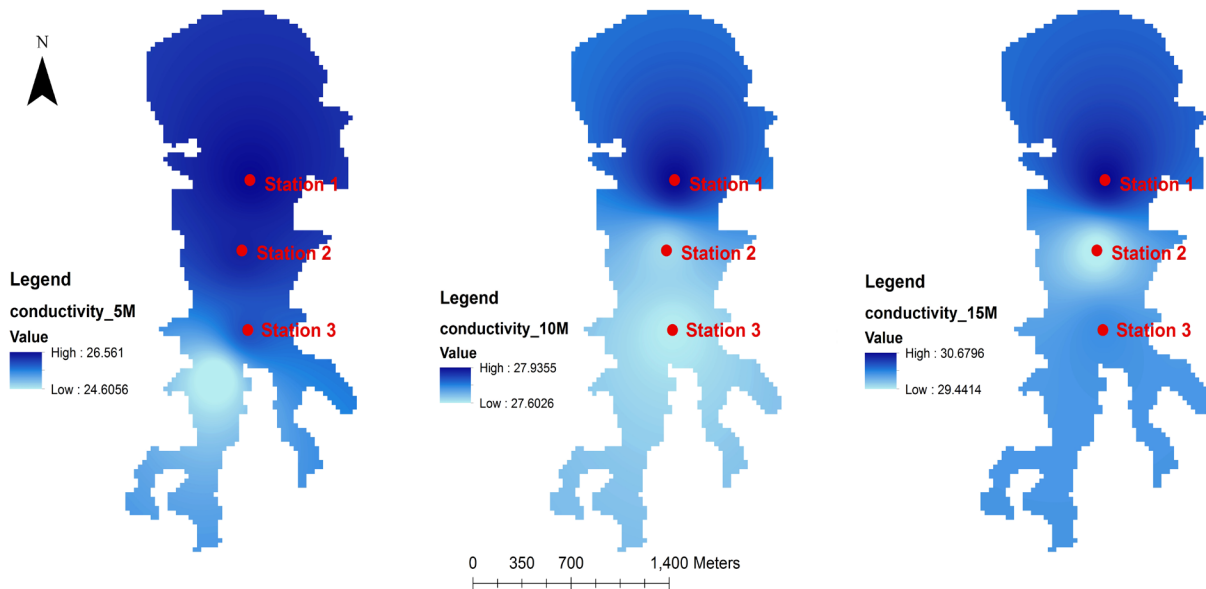 N
Station 1
Station 2
Station 3
Legend
conductivity_5M
Value
High : 26.561
Low : 24.6056
Station 1
Station 2
Station 3
Legend
conductivity_10M
Value
High : 27.9355
Low : 27.6026
Station 1
Station 2
Station 3
Legend
conductivity_15M
Value
High : 30.6796
Low : 29.4414
0 350 700 1,400 Meters